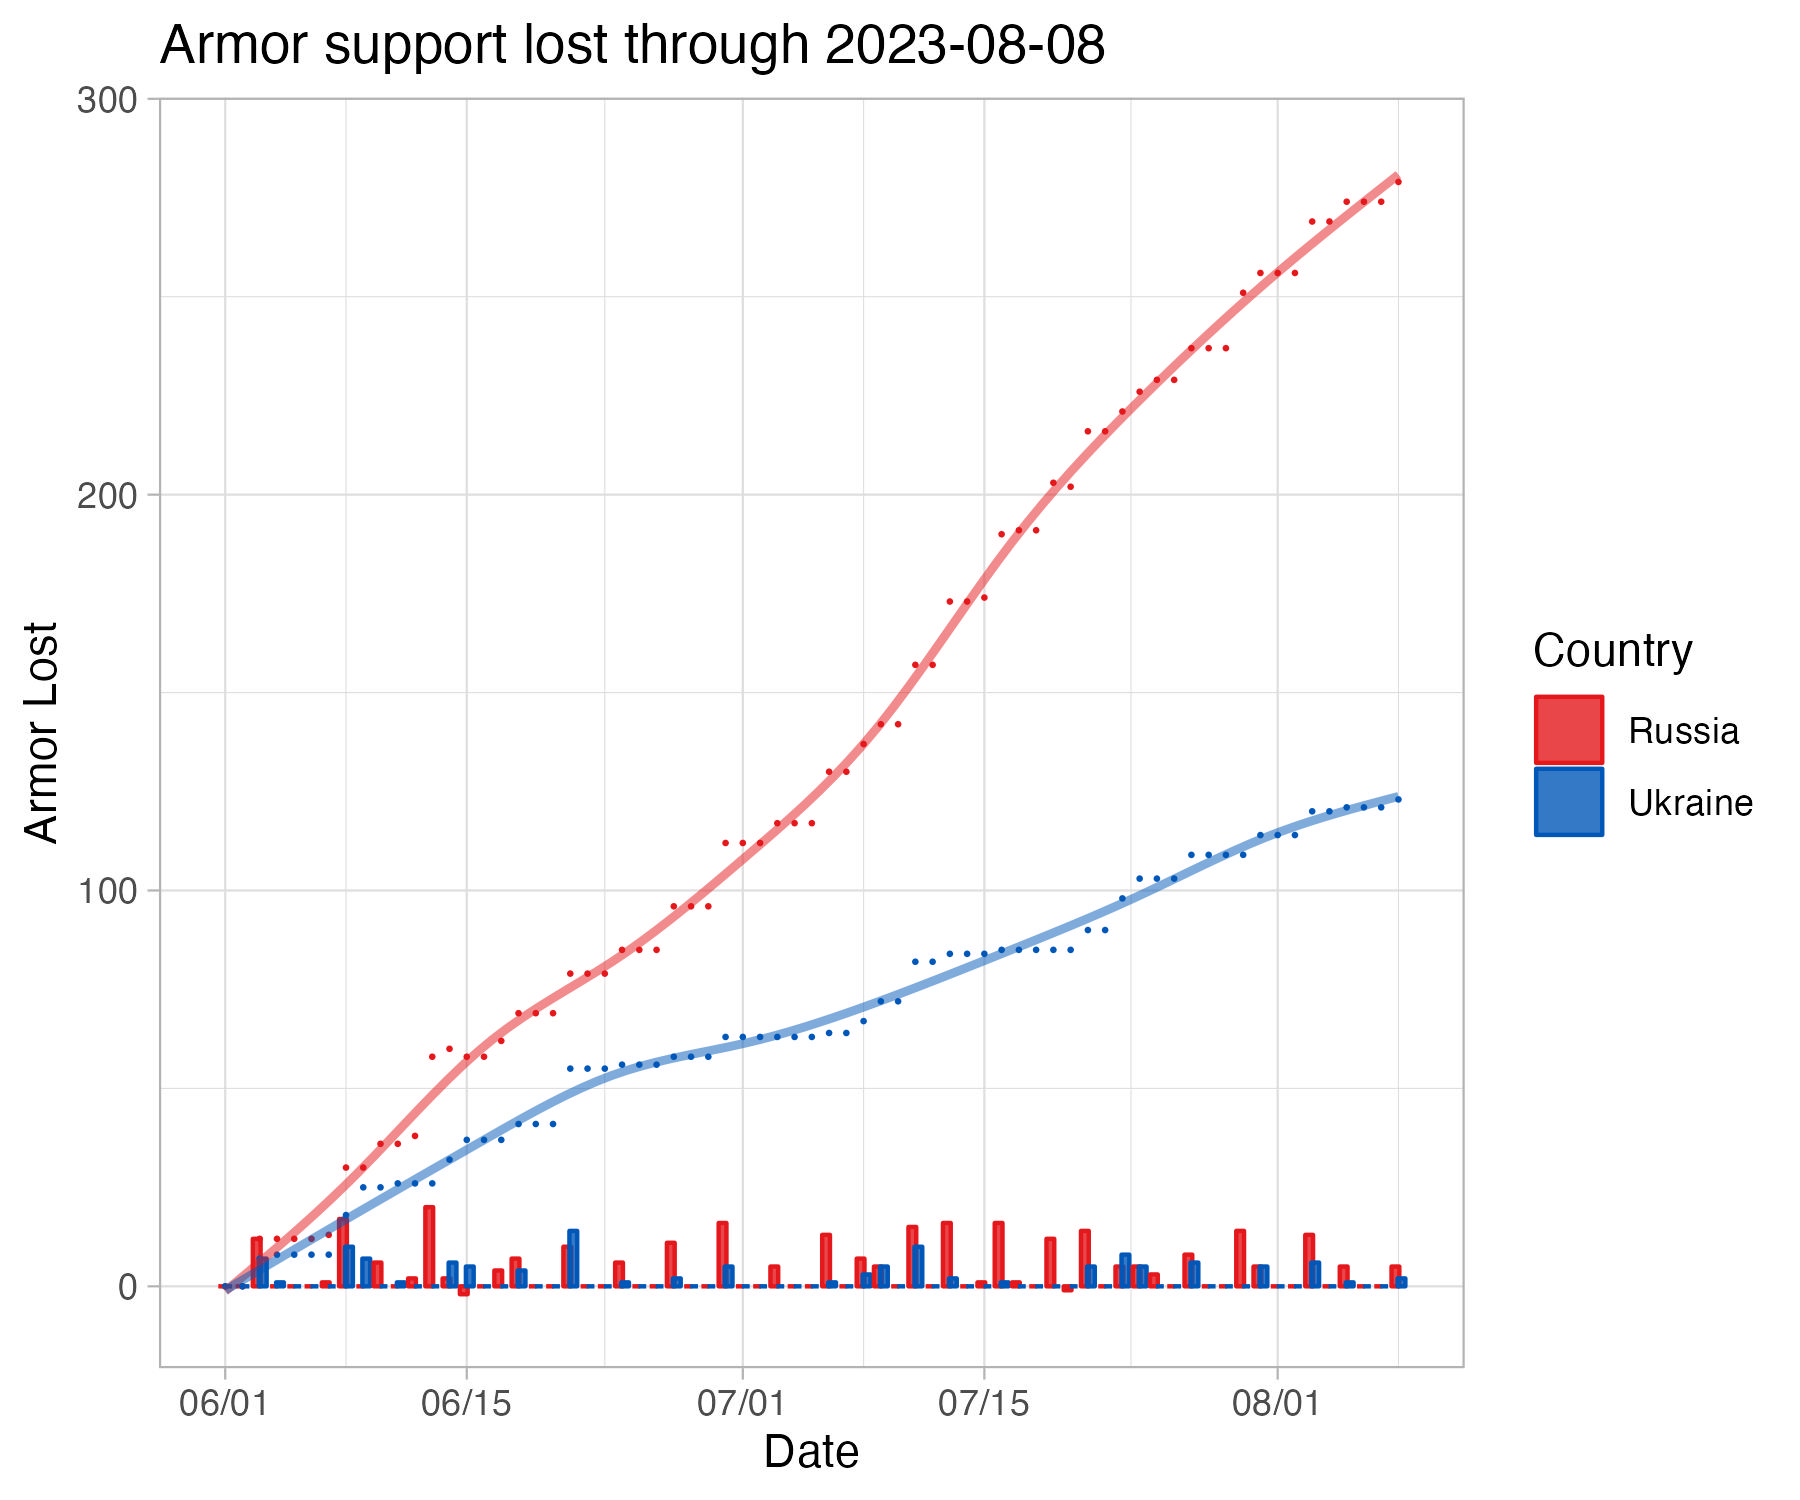 Armor support lost through 2023-08-08
300
200
100
0
Armor Lost
06/01
06/15
07/01
07/15
08/01
Date
Country
Russia
Ukraine